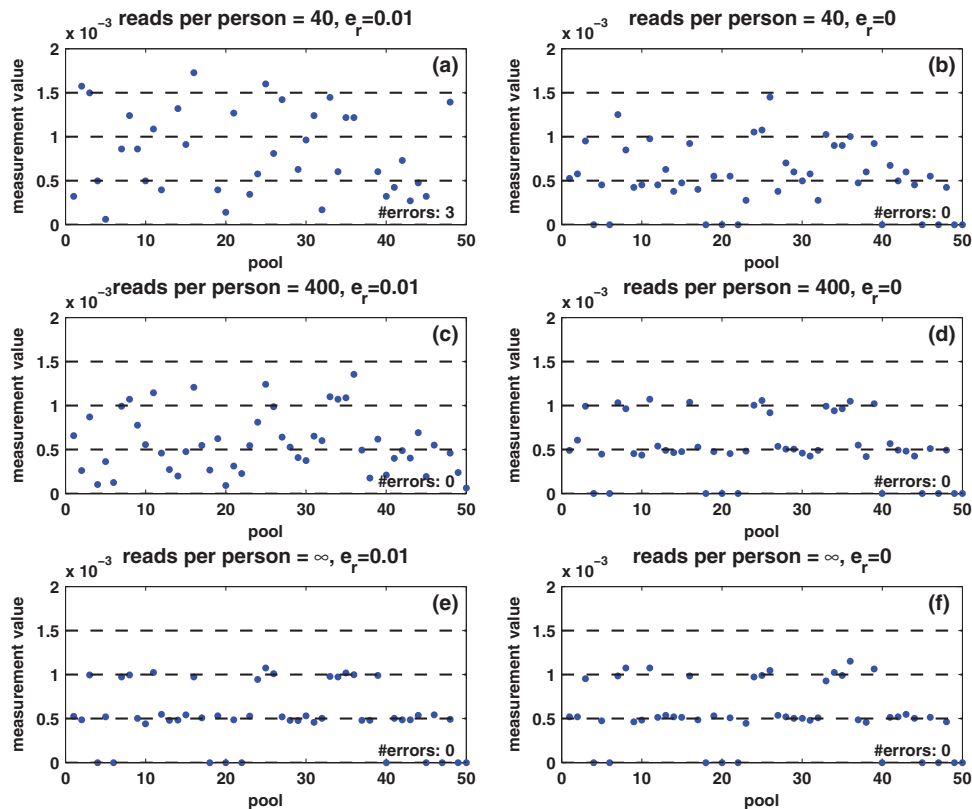 reads per person = 40, e_r=0.01
x 10^-3
(a)
2
1.5
1
0.5
0
measurement value
#errors: 3
0 10 20 30 40 50
pool
reads per person = 40, e_r=0
x 10^-3
(b)
2
1.5
1
0.5
0
measurement value
#errors: 0
0 10 20 30 40 50
pool
reads per person = 400, e_r=0.01
x 10^-3
(c)
2
1.5
1
0.5
0
measurement value
#errors: 0
0 10 20 30 40 50
pool
reads per person = 400, e_r=0
x 10^-3
(d)
2
1.5
1
0.5
0
measurement value
#errors: 0
0 10 20 30 40 50
pool
reads per person = ∞, e_r=0.01
x 10^-3
(e)
2
1.5
1
0.5
0
measurement value
#errors: 0
0 10 20 30 40 50
pool
reads per person = ∞, e_r=0
x 10^-3
(f)
2
1.5
1
0.5
0
measurement value
#errors: 0
0 10 20 30 40 50
pool